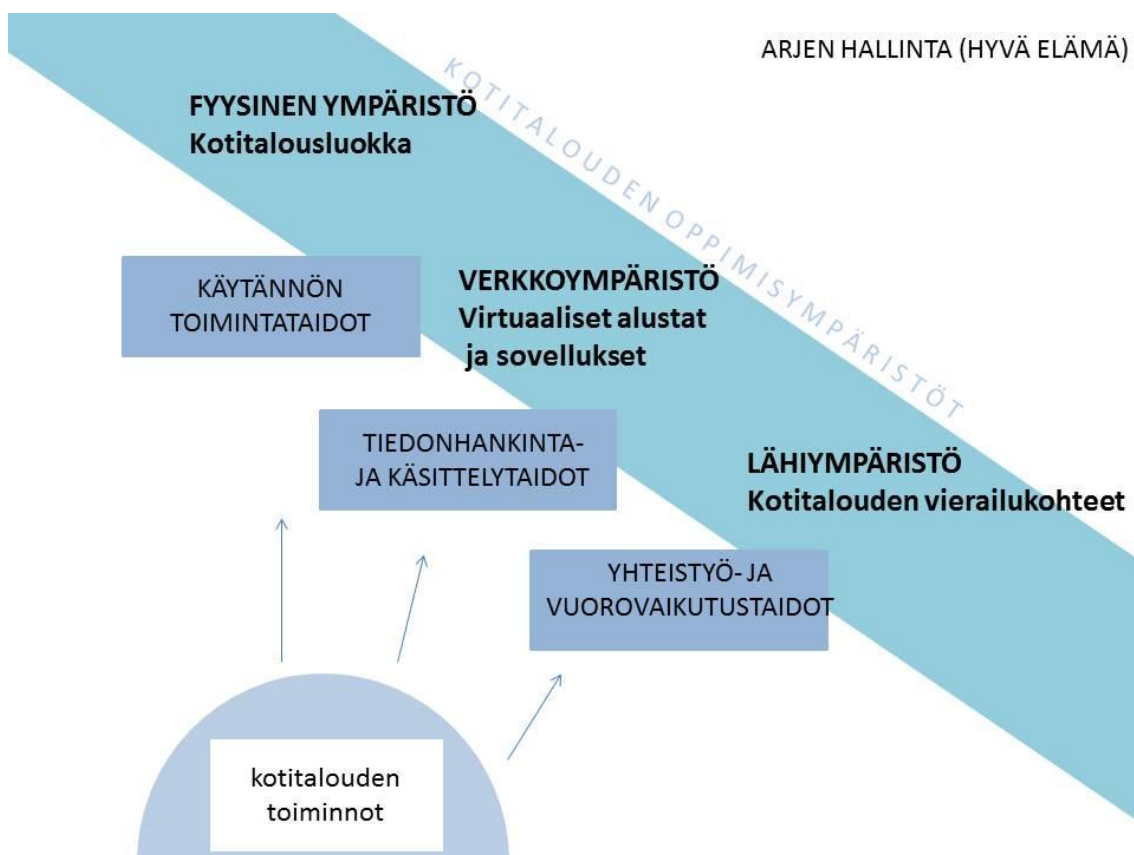 ARJEN HALLINTA (HYVÄ ELÄMÄ)
KOTITALOUDEN OPPIMISYMPÄRISTÖT
FYYSINEN YMPÄRISTÖ
Kotitalousluokka
KÄYTÄNNÖN
TOIMINTATAIDOT
VERKKOYMPÄRISTÖ
Virtuaaliset alustat
ja sovellukset
TIEDONHANKINTA-
JA KÄSITTELYTAIDOT
LÄHIYMPÄRISTÖ
Kotitalouden vierailukohteet
YHTEISTYÖ- JA
VUOROVAIKUTUSTAIDOT
kotitalouden
toiminnot